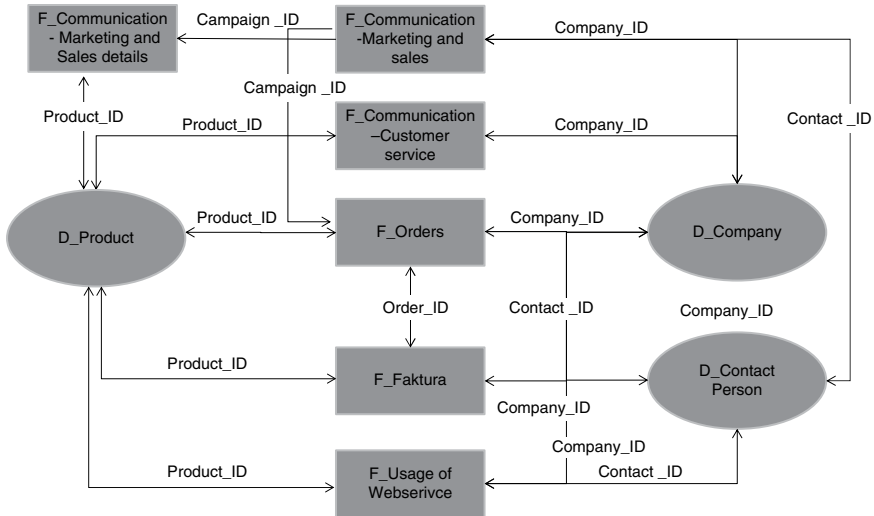 F_Communication
- Marketing and
Sales details
Campaign _ID
F_Communication
-Marketing and
sales
Company_ID
Campaign _ID
Product_ID
Product_ID
F_Communication
–Customer
service
Company_ID
Contact _ID
D_Product
Product_ID
F_Orders
Company_ID
D_Company
Order_ID
Contact _ID
Company_ID
Product_ID
F_Faktura
D_Contact
Person
Company_ID
Company_ID
Product_ID
F_Usage of
Webserivce
Contact _ID